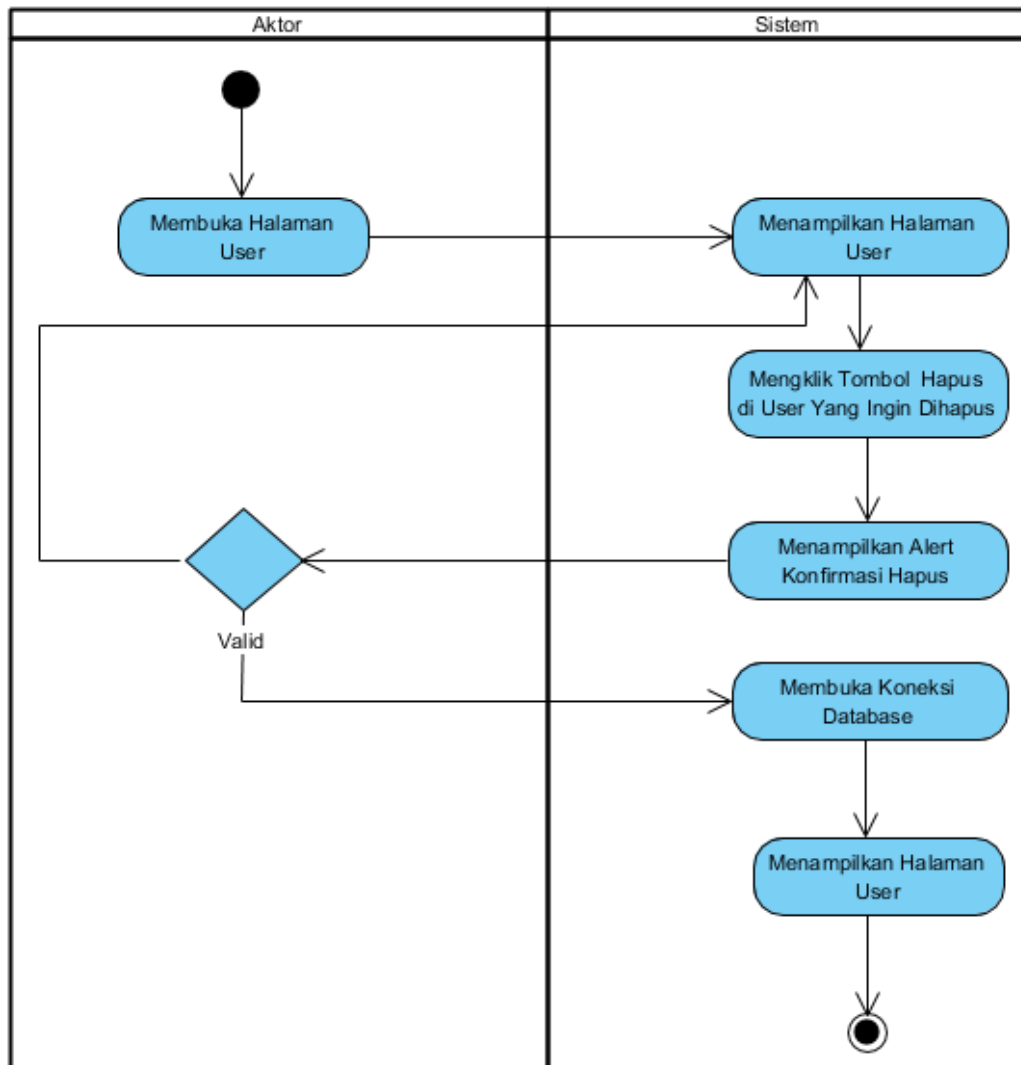 Aktor
Sistem
Membuka Halaman
User
Menampilkan Halaman
User
Mengklik Tombol Hapus
di User Yang Ingin Dihapus
Menampilkan Alert
Konfirmasi Hapus
Valid
Membuka Koneksi
Database
Menampilkan Halaman
User